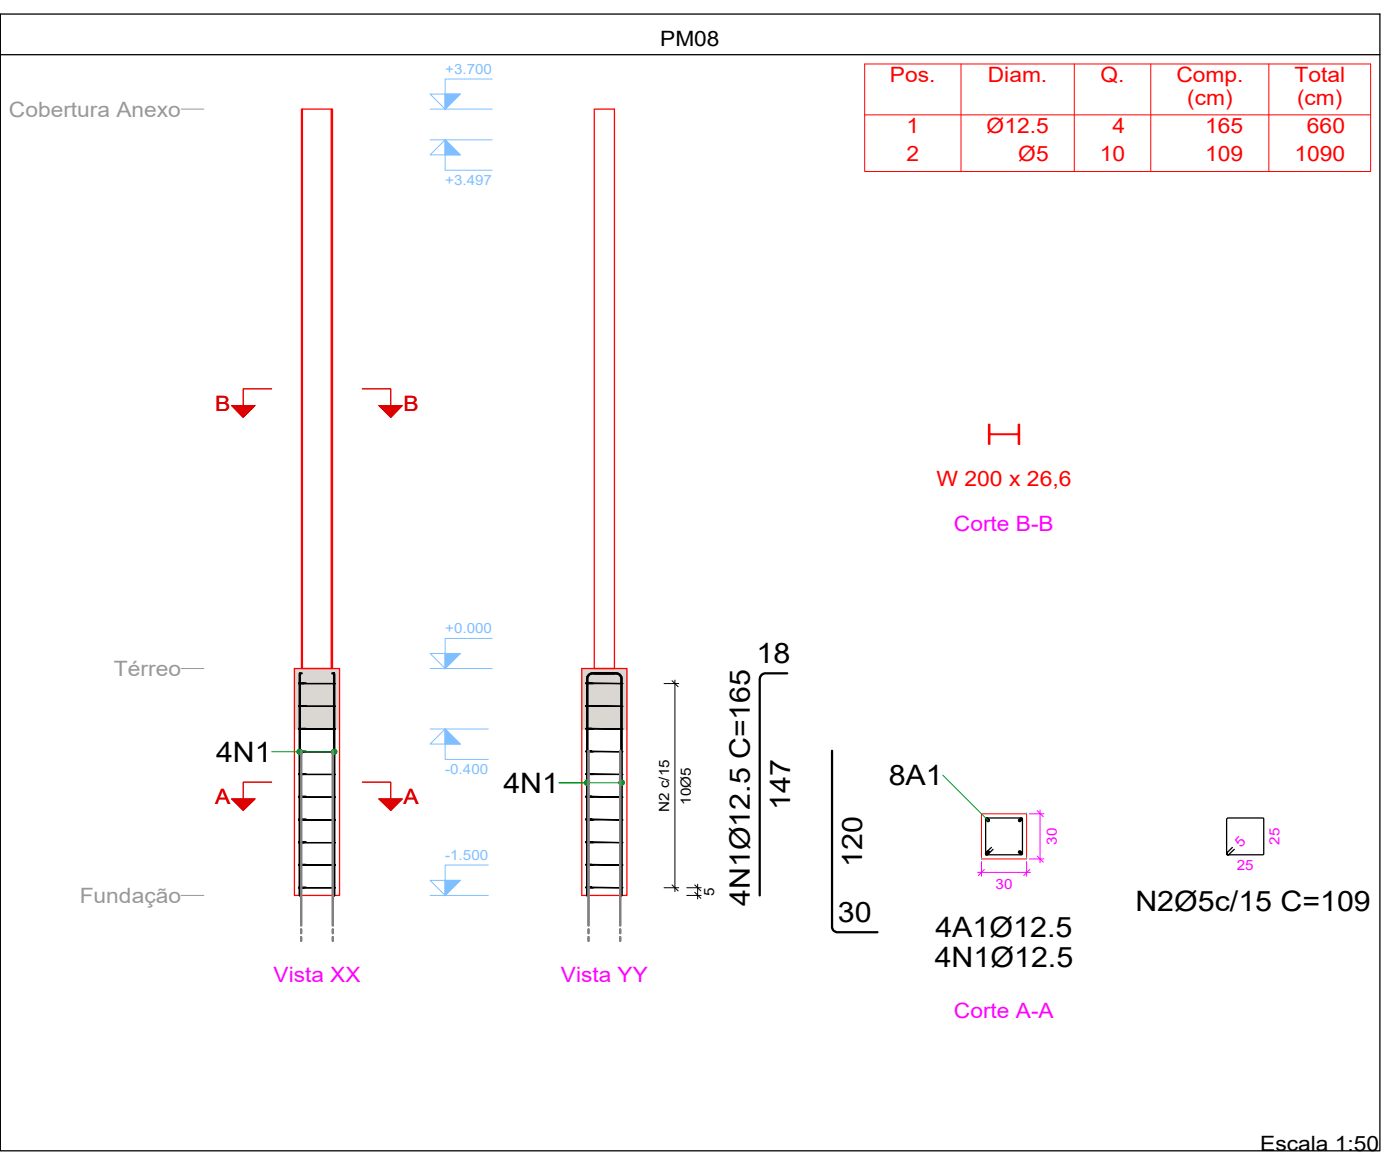 PM08
Pos. Diam. Q. Comp. (cm) Total (cm)
1 Ø12.5 4 165 660
2 Ø5 10 109 1090
Cobertura Anexo
+3.700
+3.497
B B
W 200 x 26,6
Corte B-B
+0.000
Térreo
-0.400
4N1
4N1
A A
-1.500
Fundação
N2 c/15
10Ø5
5
18
4N1Ø12.5 C=165
147
120
30
8A1
30
30
4A1Ø12.5
4N1Ø12.5
Corte A-A
5
25
25
N2Ø5c/15 C=109
Vista XX
Vista YY
Escala 1:50